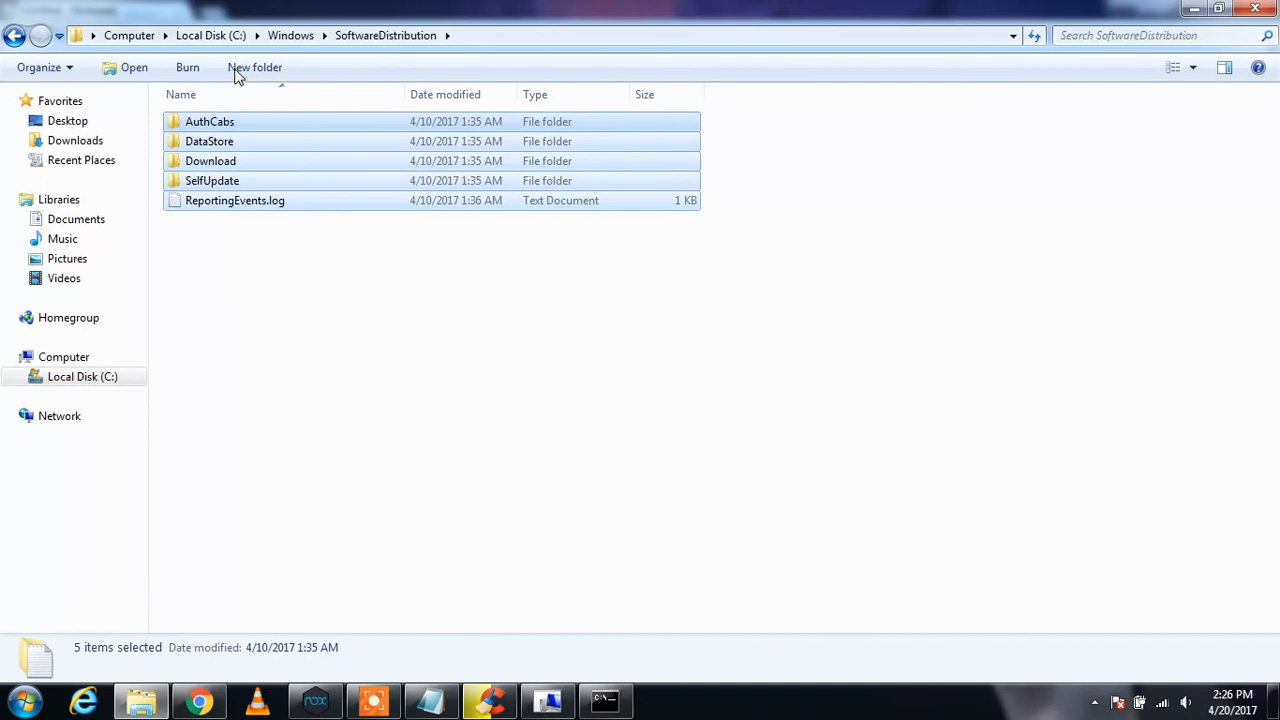 Computer Local Disk (C:) Windows SoftwareDistribution Search SoftwareDistribution
Organize Open Burn New folder
Name Date modified Type Size
Favorites
Desktop
Downloads
Recent Places
Libraries
Documents
Music
Pictures
Videos
Homegroup
Computer
Local Disk (C:)
Network
AuthCabs 4/10/2017 1:35 AM File folder
DataStore 4/10/2017 1:35 AM File folder
Download 4/10/2017 1:35 AM File folder
SelfUpdate 4/10/2017 1:35 AM File folder
ReportingEvents.log 4/10/2017 1:36 AM Text Document 1 KB
5 items selected Date modified: 4/10/2017 1:35 AM
nox
C:\.
2:26 PM
4/20/2017